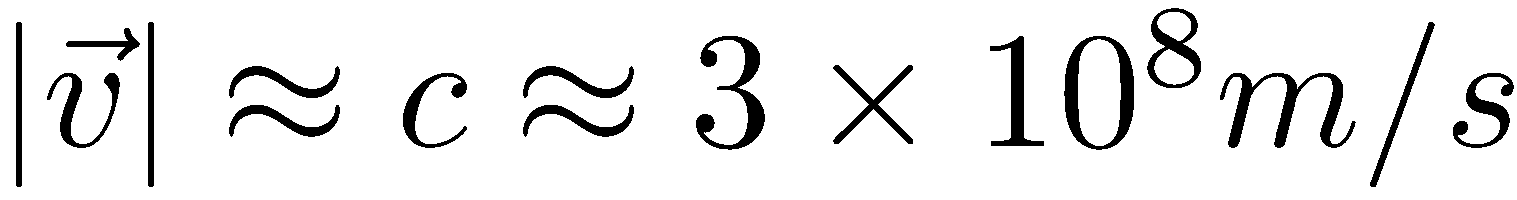 |v⃗| ≈ c ≈ 3 × 10⁸m/s